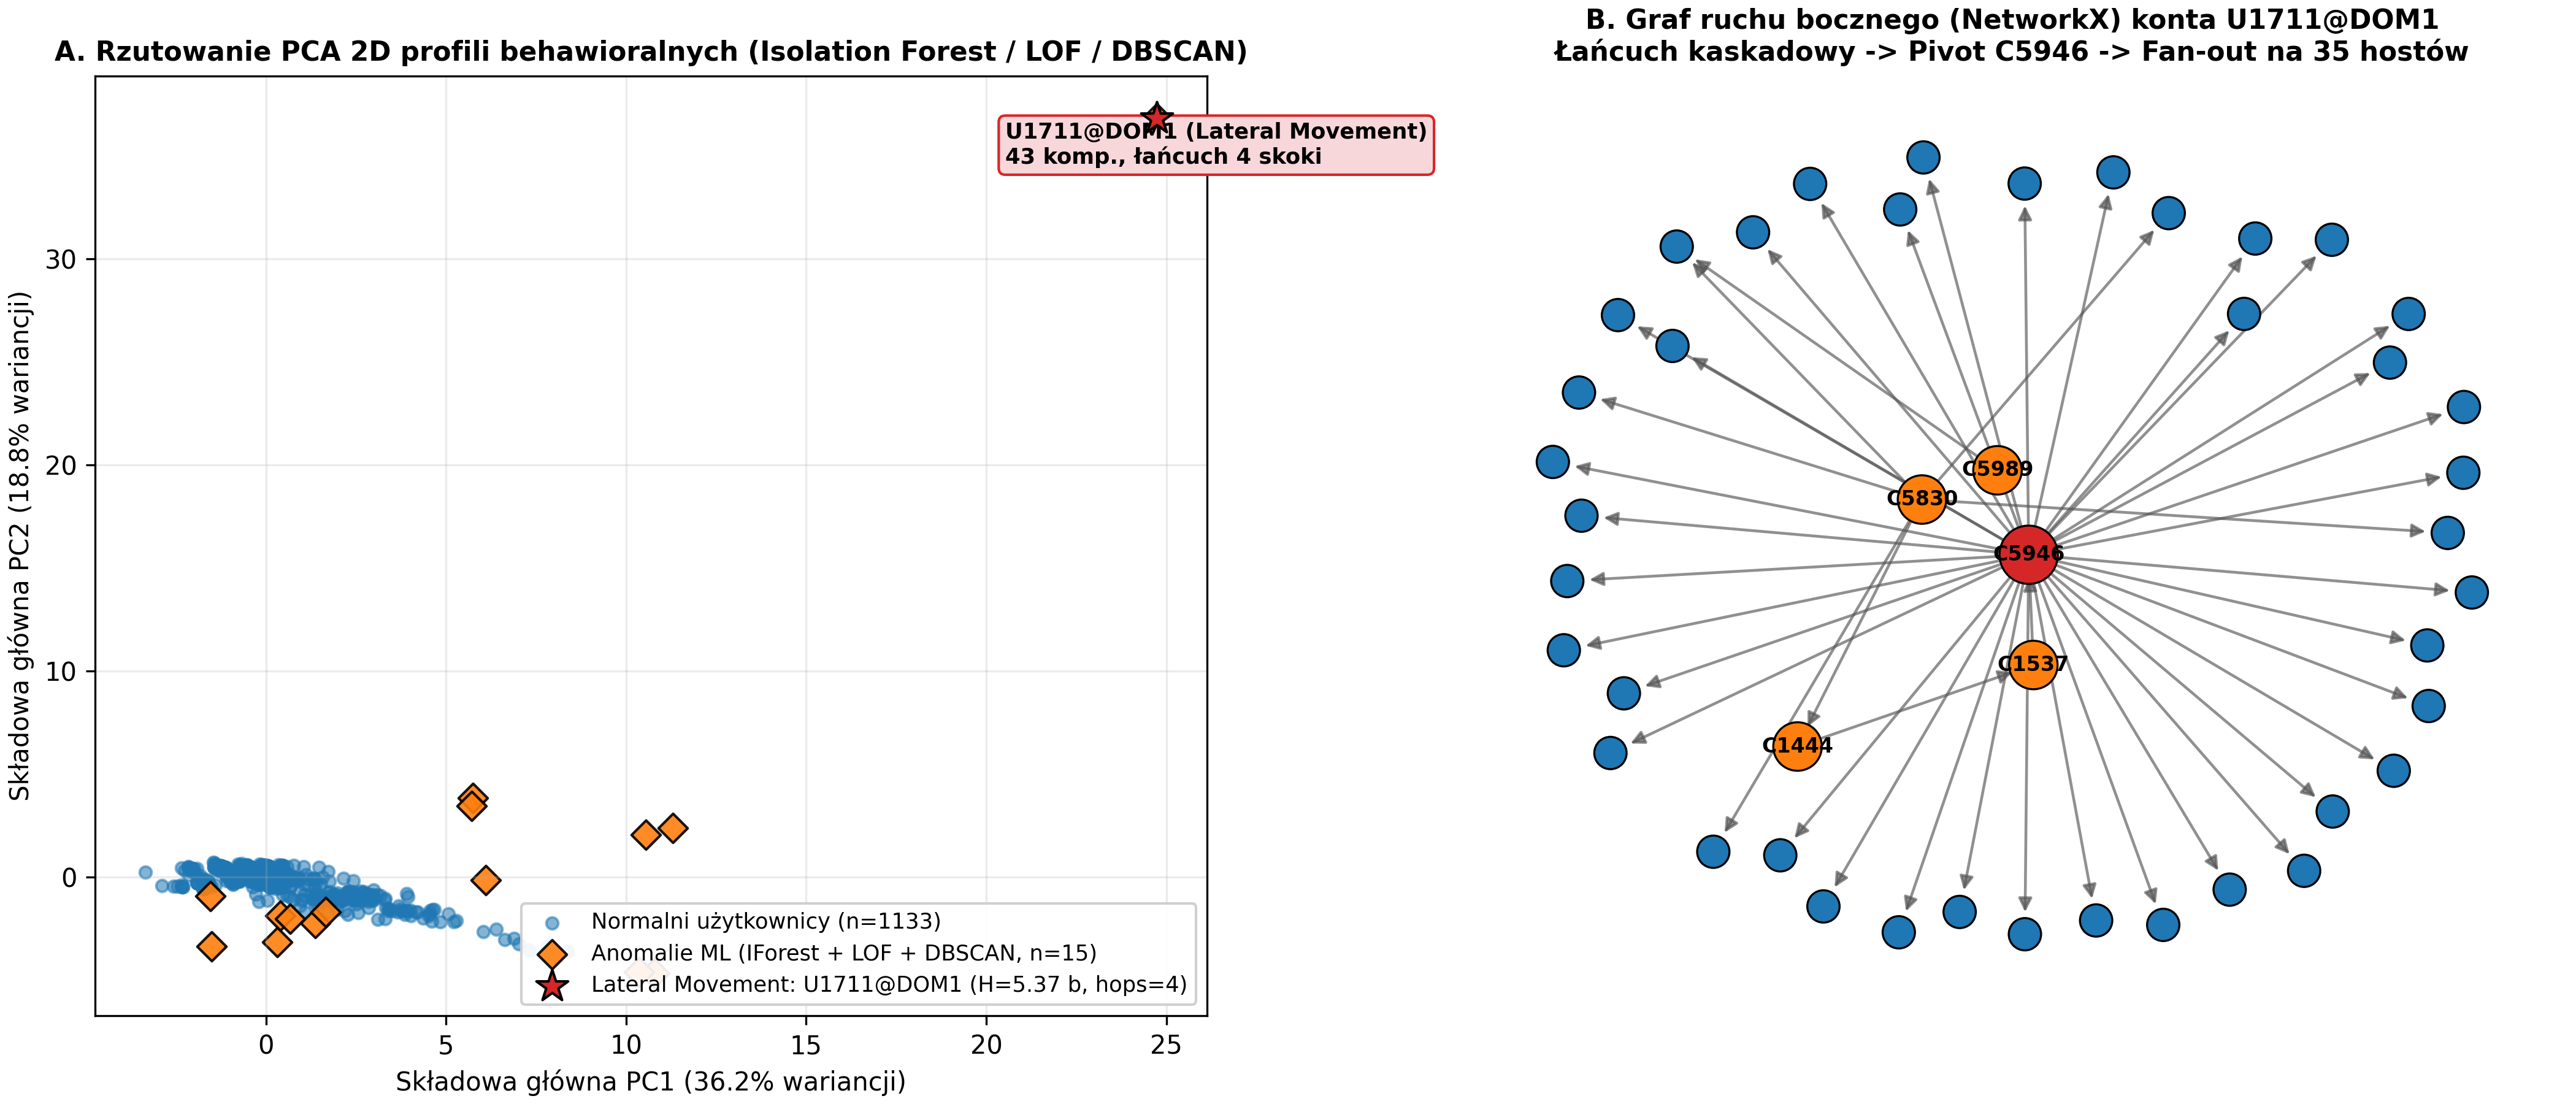 A. Rzutowanie PCA 2D profili behawioralnych (Isolation Forest / LOF / DBSCAN)
Składowa główna PC2 (18.8% wariancji)
30
20
10
0
U1711@DOM1 (Lateral Movement)
43 komp., łańcuch 4 skoki
Normalni użytkownicy (n=1133)
Anomalie ML (IForest + LOF + DBSCAN, n=15)
Lateral Movement: U1711@DOM1 (H=5.37 b, hops=4)
0
5
10
15
20
25
Składowa główna PC1 (36.2% wariancji)
B. Graf ruchu bocznego (NetworkX) konta U1711@DOM1
Łańcuch kaskadowy -> Pivot C5946 -> Fan-out na 35 hostów
C5989
C5830
C5946
C1537
C1444